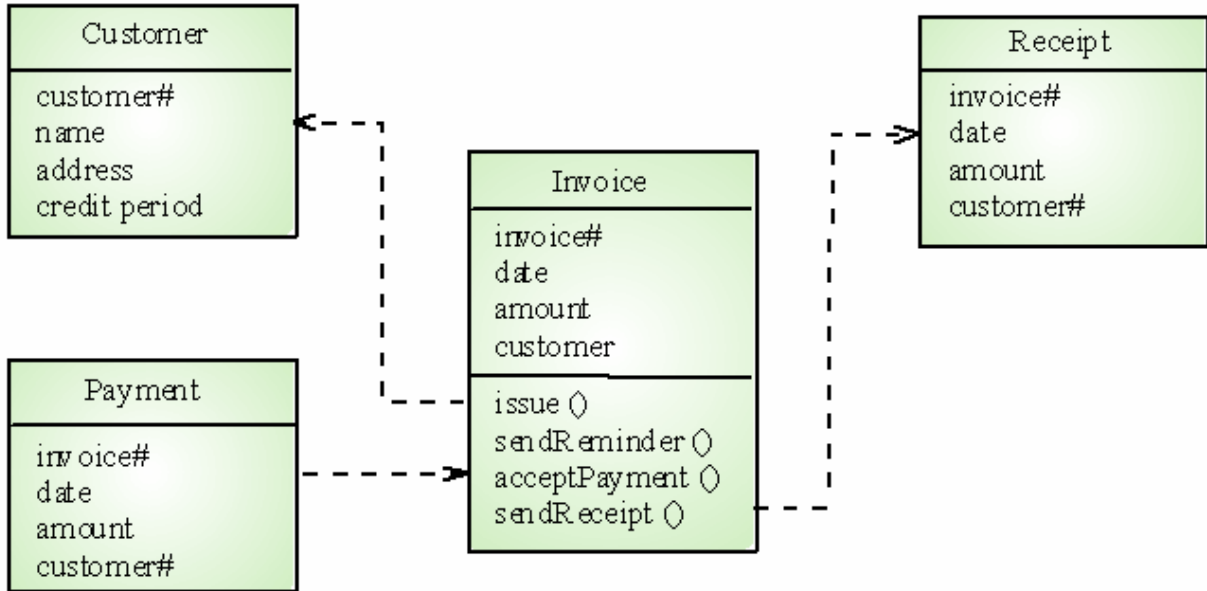 Customer
customer#
name
address
credit period
Receipt
invoice#
date
amount
customer#
Invoice
invoice#
date
amount
customer
issue ()
sendReminder ()
acceptPayment ()
sendReceipt ()
Payment
invoice#
date
amount
customer#